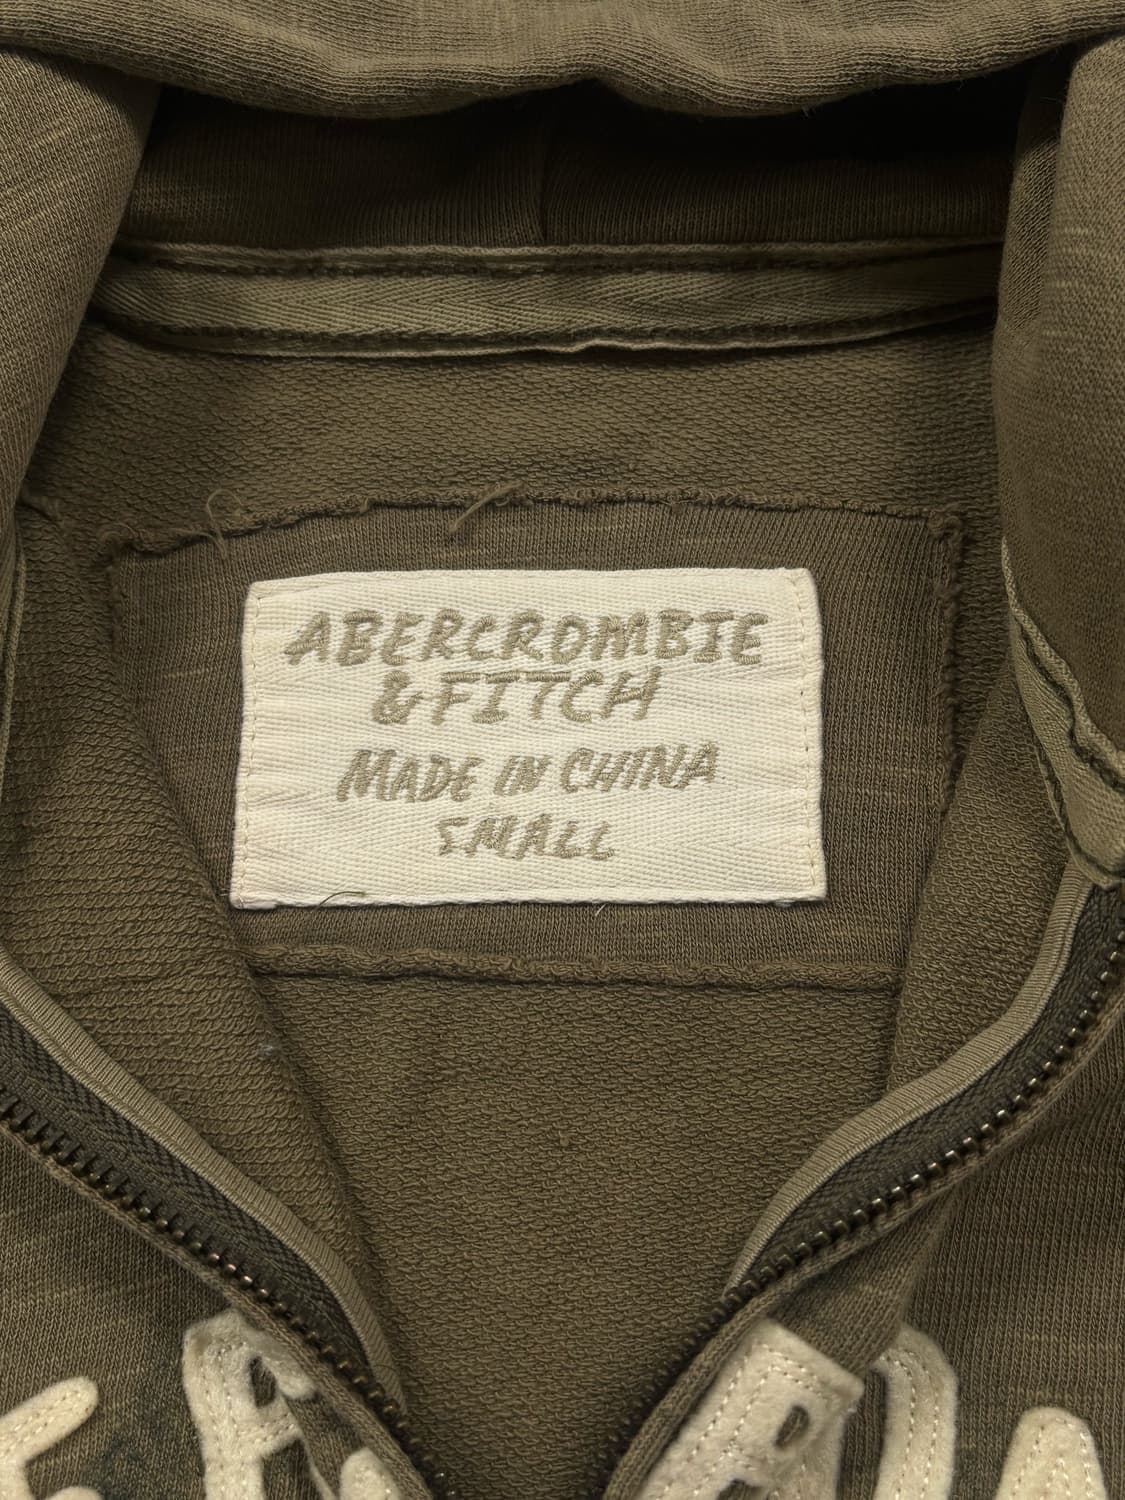 ABERCROMBIE
& FITCH
MADE IN CHINA
SMALL